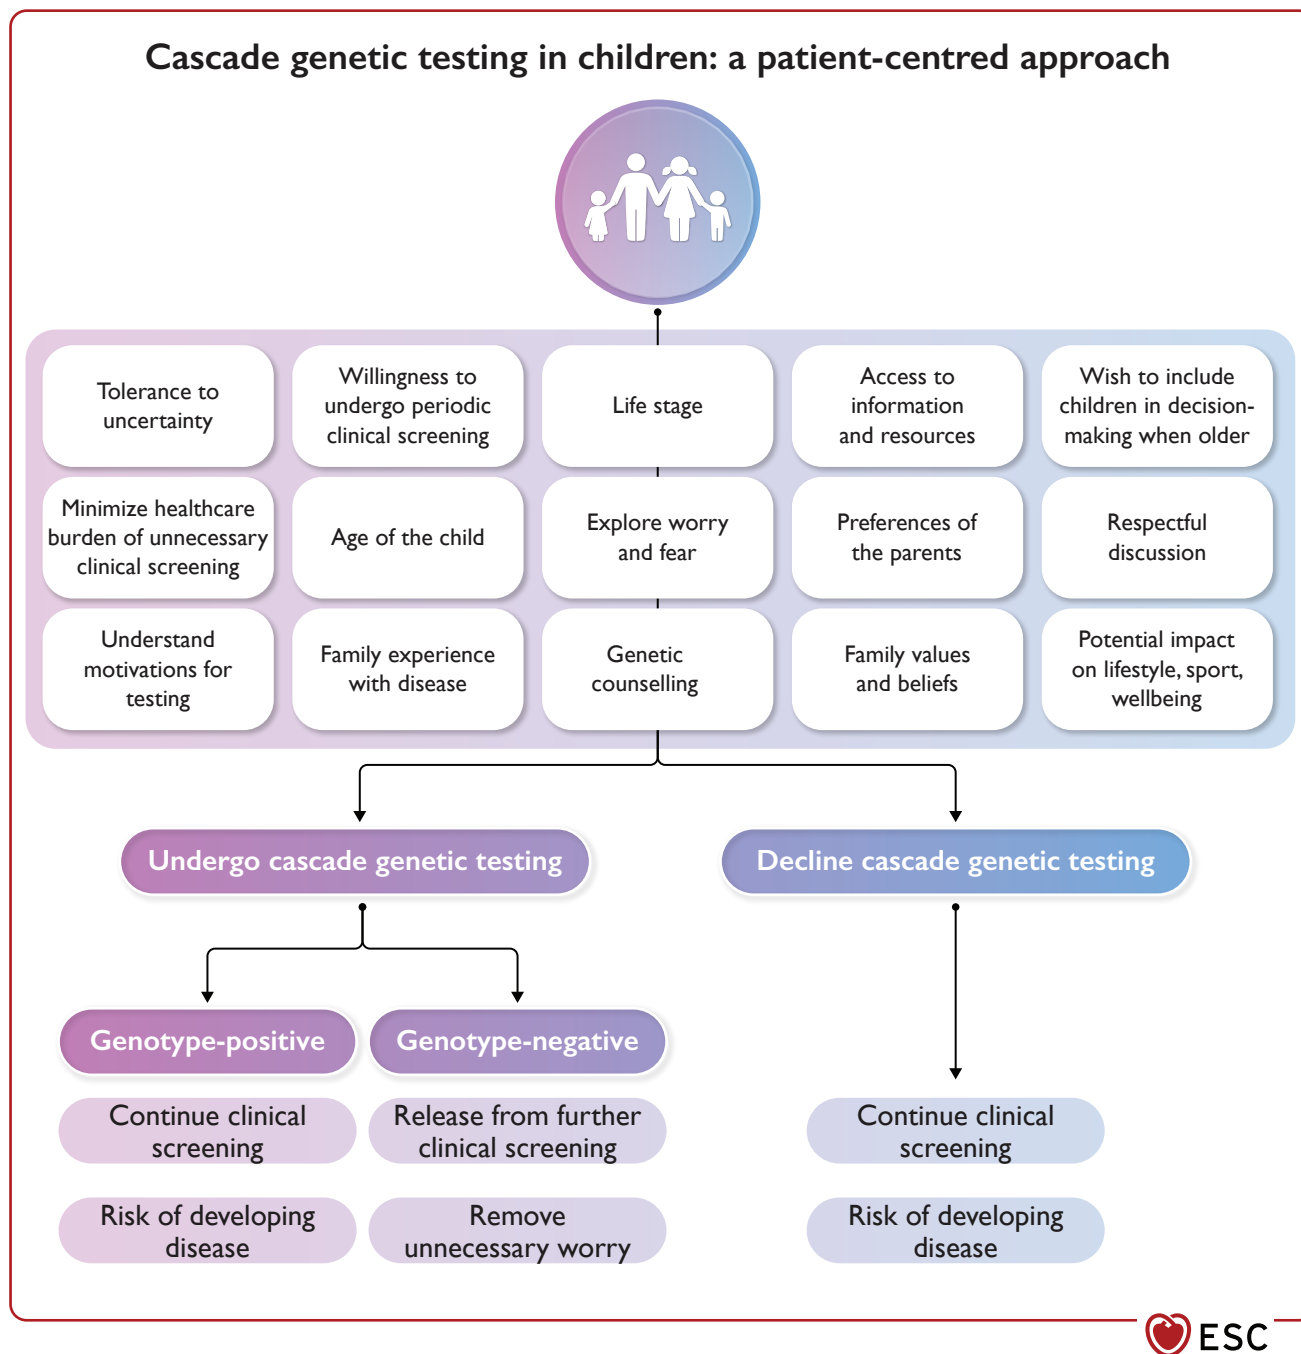 Cascade genetic testing in children: a patient-centred approach
Tolerance to
uncertainty
Willingness to
undergo periodic
clinical screening
Life stage
Access to
information
and resources
Wish to include
children in decision-
making when older
Minimize healthcare
burden of unnecessary
clinical screening
Age of the child
Explore worry
and fear
Preferences of
the parents
Respectful
discussion
Understand
motivations for
testing
Family experience
with disease
Genetic
counselling
Family values
and beliefs
Potential impact
on lifestyle, sport,
wellbeing
Undergo cascade genetic testing
Decline cascade genetic testing
Genotype-positive
Genotype-negative
Continue clinical
screening
Release from further
clinical screening
Continue clinical
screening
Risk of developing
disease
Remove
unnecessary worry
Risk of developing
disease
ESC